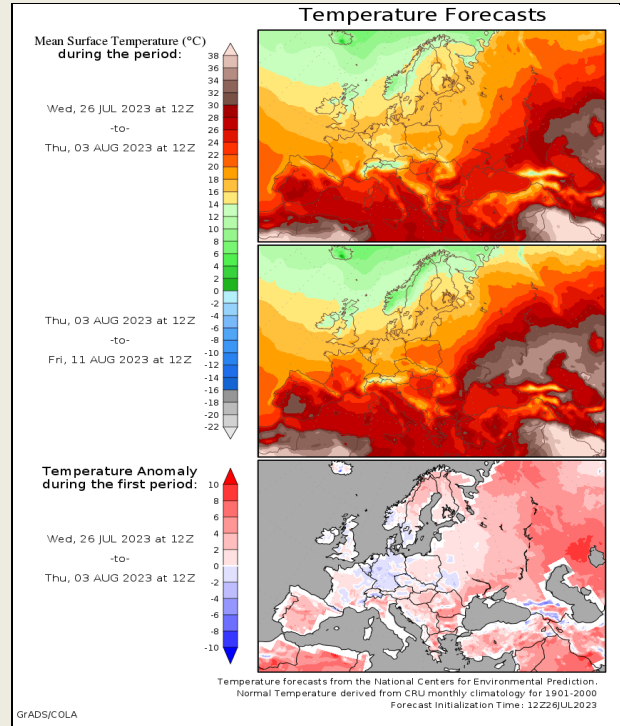 Temperature Forecasts
Mean Surface Temperature (°C)
during the period:
38
36
34
32
30
28
26
24
22
20
18
16
14
12
10
8
6
4
2
0
-2
-4
-6
-8
-10
-12
-14
-16
-18
-20
-22
Wed, 26 JUL 2023 at 12Z
-to-
Thu, 03 AUG 2023 at 12Z
Thu, 03 AUG 2023 at 12Z
-to-
Fri, 11 AUG 2023 at 12Z
Temperature Anomaly
during the first period:
10
8
6
4
2
0
-2
-4
-6
-8
-10
Wed, 26 JUL 2023 at 12Z
-to-
Thu, 03 AUG 2023 at 12Z
Temperature forecasts from the National Centers for Environmental Prediction.
Normal Temperature derived from CRU monthly climatology for 1901-2000
Forecast Initialization Time: 12Z26JUL2023
GrADS/COLA